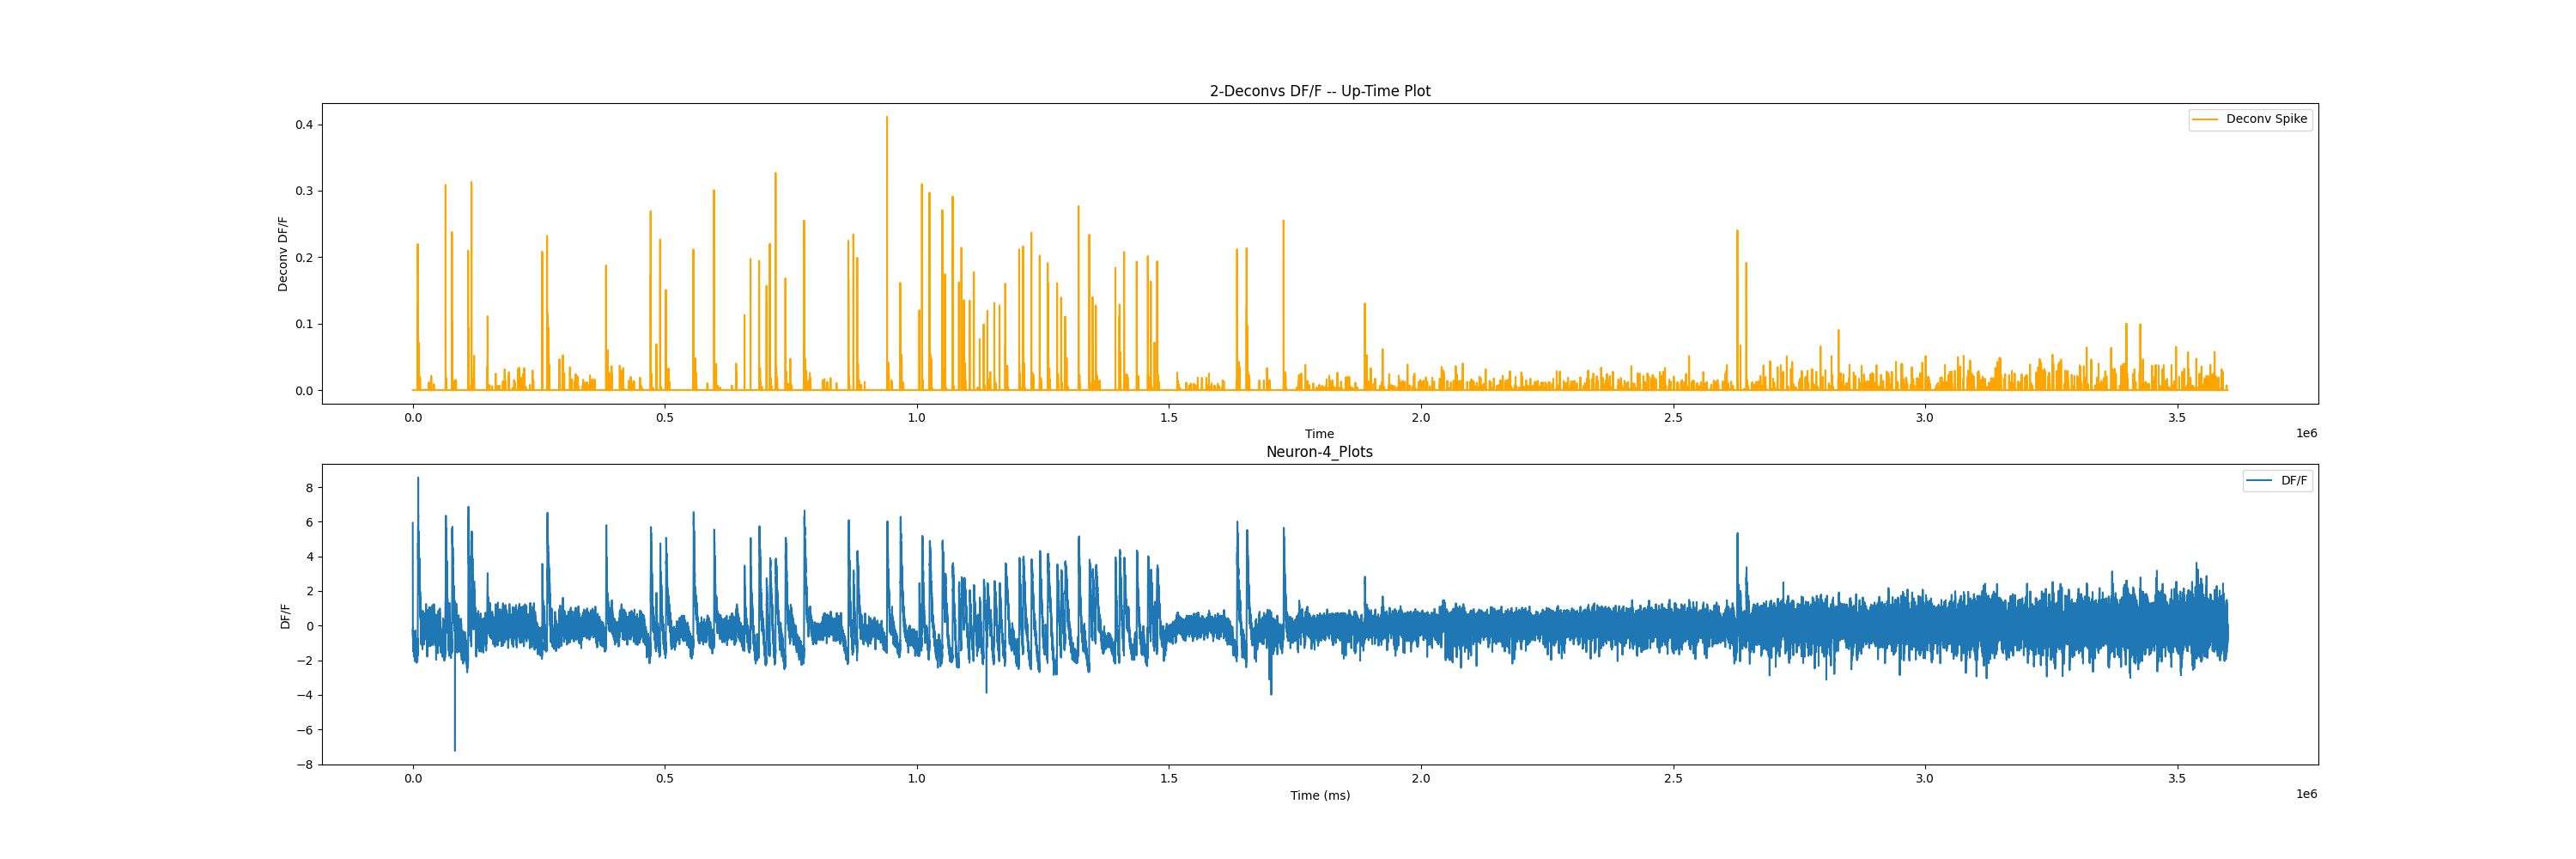 2-Deconvs DF/F -- Up-Time Plot
Deconv Spike
0.4
0.3
0.2
0.1
0.0
Deconv DF/F
0.0 0.5 1.0 1.5 2.0 2.5 3.0 3.5
1e6
Time
Neuron-4_Plots
DF/F
8
6
4
2
0
−2
−4
−6
−8
DF/F
0.0 0.5 1.0 1.5 2.0 2.5 3.0 3.5
1e6
Time (ms)